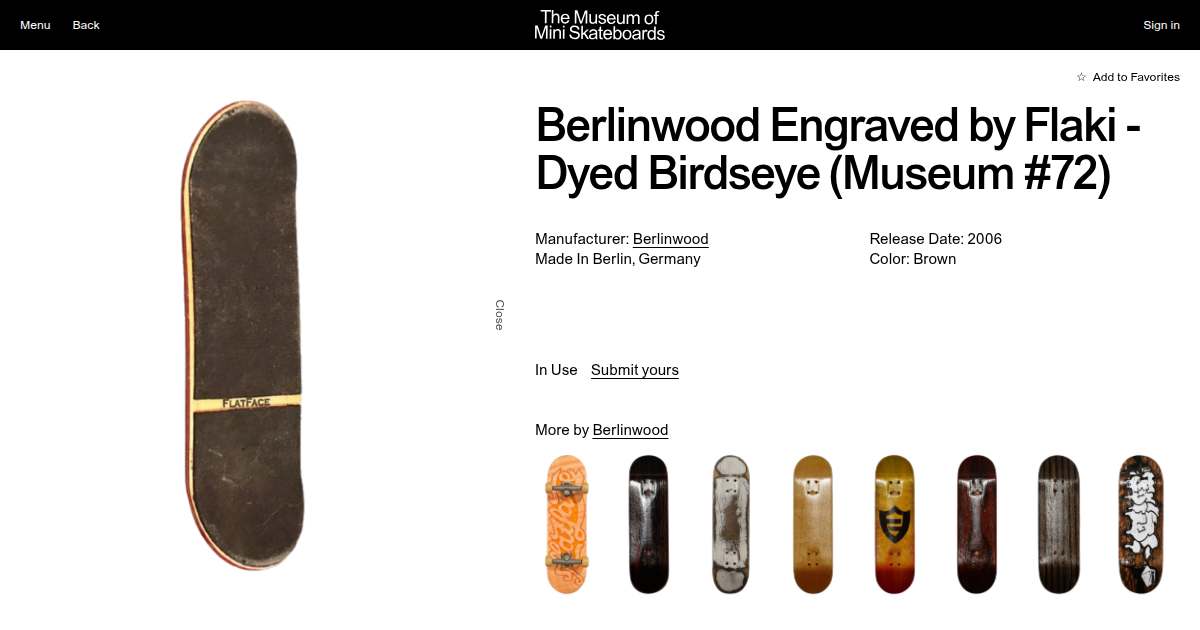 Menu
Back
The Museum of
Mini Skateboards
Sign in
☆ Add to Favorites
Berlinwood Engraved by Flaki -
Dyed Birdseye (Museum #72)
Manufacturer: Berlinwood
Made In Berlin, Germany
Release Date: 2006
Color: Brown
FLATFACE
Close
In Use
Submit yours
More by Berlinwood